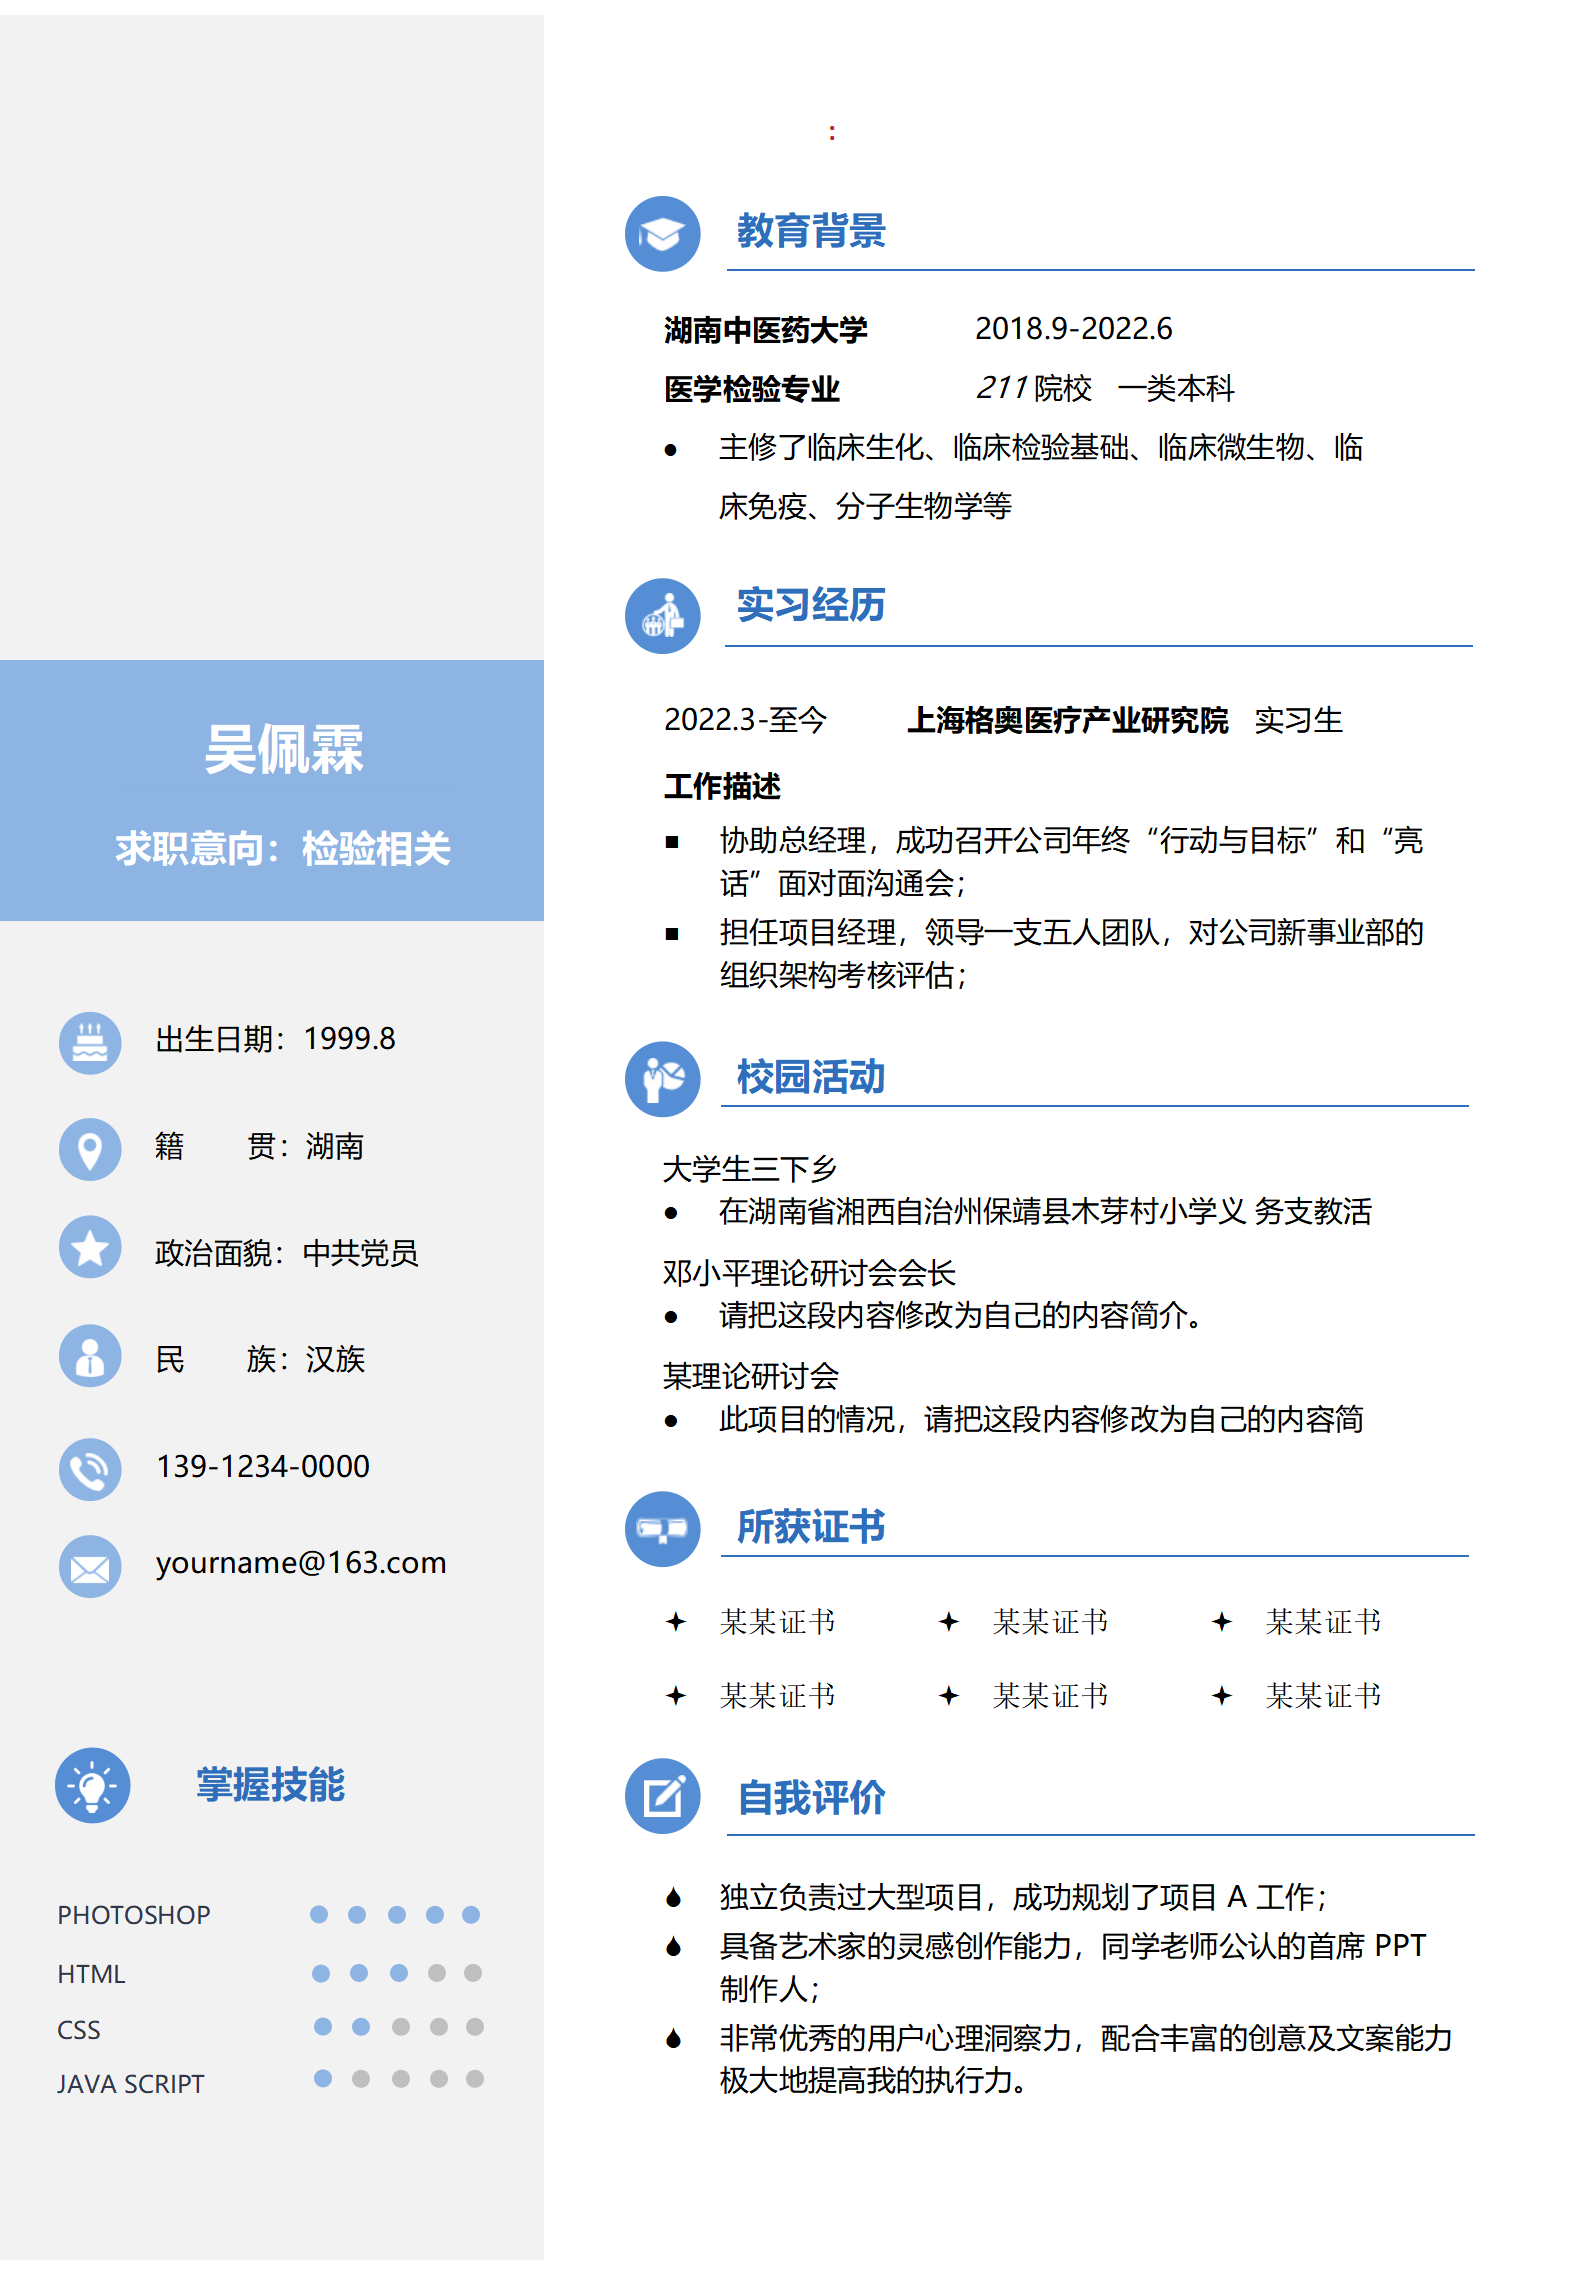 吴佩霖
求职意向：检验相关
出生日期：1999.8
籍 贯：湖南
政治面貌：中共党员
民 族：汉族
139-1234-0000
yourname@163.com
掌握技能
PHOTOSHOP
HTML
CSS
JAVA SCRIPT
：
教育背景
湖南中医药大学 2018.9-2022.6
医学检验专业 211 院校 一类本科
● 主修了临床生化、临床检验基础、临床微生物、临
床免疫、分子生物学等
实习经历
2022.3-至今 上海格奥医疗产业研究院 实习生
工作描述
■ 协助总经理，成功召开公司年终“行动与目标”和“亮
话”面对面沟通会；
■ 担任项目经理，领导一支五人团队，对公司新事业部的
组织架构考核评估；
校园活动
大学生三下乡
● 在湖南省湘西自治州保靖县木芽村小学义 务支教活
邓小平理论研讨会会长
● 请把这段内容修改为自己的内容简介。
某理论研讨会
● 此项目的情况，请把这段内容修改为自己的内容简
所获证书
某某证书 某某证书 某某证书
某某证书 某某证书 某某证书
自我评价
独立负责过大型项目，成功规划了项目 A 工作；
具备艺术家的灵感创作能力，同学老师公认的首席 PPT
制作人；
非常优秀的用户心理洞察力，配合丰富的创意及文案能力
极大地提高我的执行力。